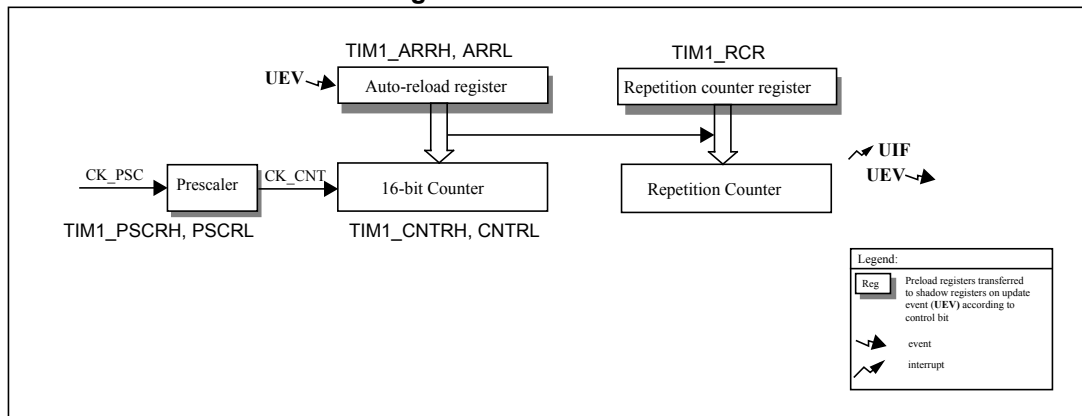 g
TIM1_ARRH, ARRL
TIM1_RCR
UEV
Auto-reload register
Repetition counter register
UIF
UEV
CK_PSC
Prescaler
CK_CNT
16-bit Counter
Repetition Counter
TIM1_PSCRH, PSCRL
TIM1_CNTRH, CNTRL
Legend:
Reg
Preload registers transferred
to shadow registers on update
event (UEV) according to
control bit
event
interrupt